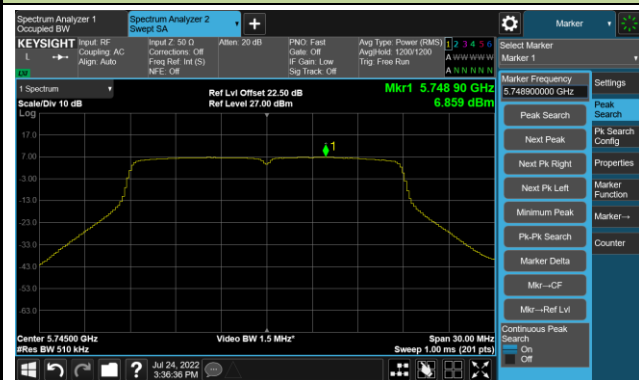 Spectrum Analyzer 1
Occupied BW
Spectrum Analyzer 2
Swept SA
Marker
KEYSIGHT
L
Input: RF
Coupling: AC
Align: Auto
Input Z: 50 Ω
Corrections: Off
Freq Ref: Int (S)
NFE: Off
Atten: 20 dB
PNO: Fast
Gate: Off
IF Gain: Low
Sig Track: Off
Avg Type: Power (RMS)
Avg|Hold: 1200/1200
Trig: Free Run
1 2 3 4 5 6
A W W W W W
A N N N N N
Select Marker
Marker 1
1 Spectrum
Ref Lvl Offset 22.50 dB
Mkr1 5.748 90 GHz
Scale/Div 10 dB
Ref Level 27.00 dBm
6.859 dBm
Log
17.0
7.00
-3.00
-13.0
-23.0
-33.0
-43.0
-53.0
-63.0
1
Center 5.74500 GHz
Video BW 1.5 MHz*
Span 30.00 MHz
#Res BW 510 kHz
Sweep 1.00 ms (201 pts)
Marker Frequency
5.748900000 GHz
Peak Search
Next Peak
Next Pk Right
Next Pk Left
Minimum Peak
Pk-Pk Search
Marker Delta
Mkr→CF
Mkr→Ref Lvl
Continuous Peak
Search
On
Off
Settings
Peak
Search
Pk Search
Config
Properties
Marker
Function
Marker→
Counter
?
Jul 24, 2022
3:36:36 PM